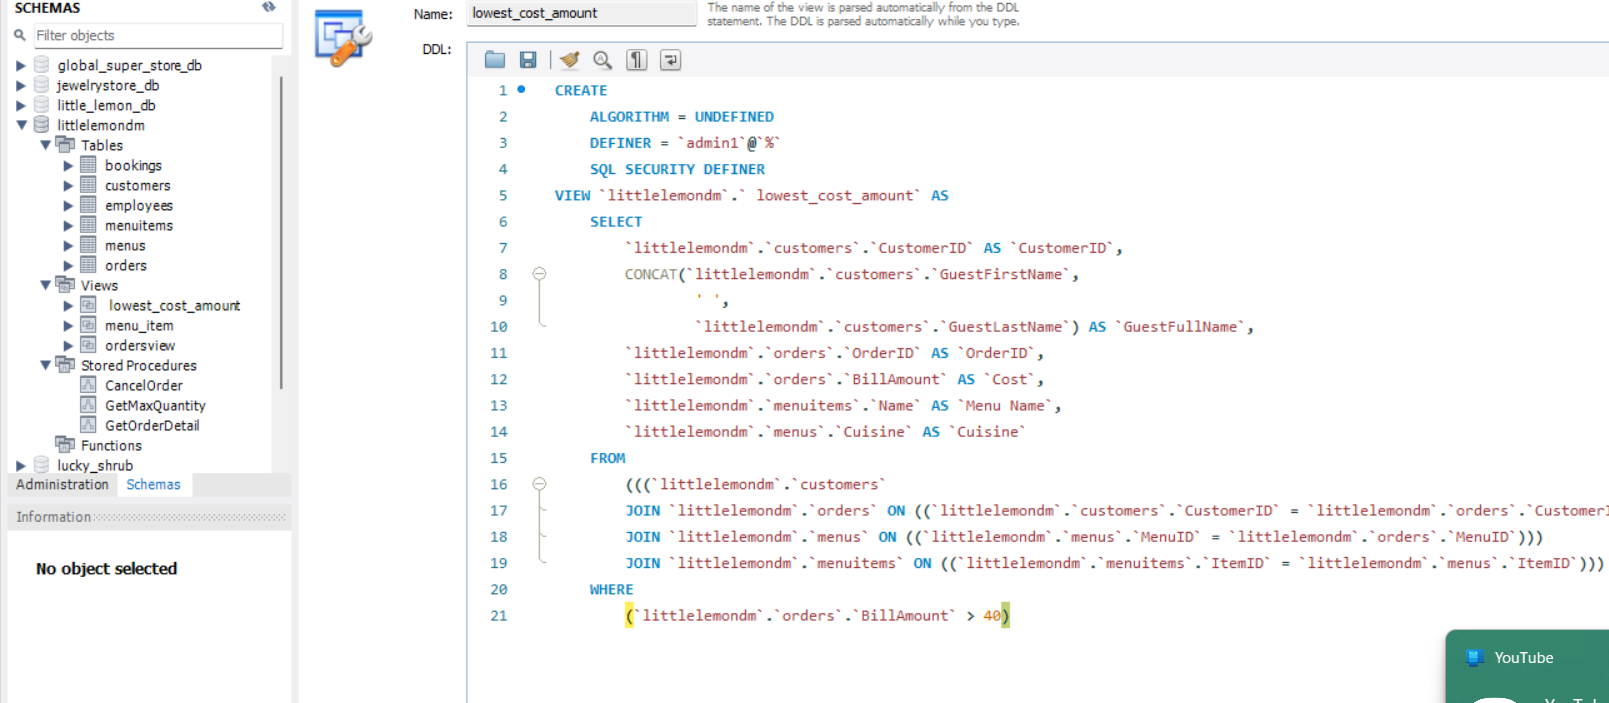 SCHEMAS
Filter objects
global_super_store_db
jewelrystore_db
little_lemon_db
littlelemondm
Tables
bookings
customers
employees
menuitems
menus
orders
Views
lowest_cost_amount
menu_item
ordersview
Stored Procedures
CancelOrder
GetMaxQuantity
GetOrderDetail
Functions
lucky_shrub
Administration Schemas
Information
No object selected
Name: lowest_cost_amount
The name of the view is parsed automatically from the DDL
statement. The DDL is parsed automatically while you type.
DDL:
1 CREATE
2 ALGORITHM = UNDEFINED
3 DEFINER = `admin1`@`%`
4 SQL SECURITY DEFINER
5 VIEW `littlelemondm`.` lowest_cost_amount` AS
6 SELECT
7 `littlelemondm`.`customers`.`CustomerID` AS `CustomerID`,
8 CONCAT(`littlelemondm`.`customers`.`GuestFirstName`,
9 ' ',
10 `littlelemondm`.`customers`.`GuestLastName`) AS `GuestFullName`,
11 `littlelemondm`.`orders`.`OrderID` AS `OrderID`,
12 `littlelemondm`.`orders`.`BillAmount` AS `Cost`,
13 `littlelemondm`.`menuitems`.`Name` AS `Menu Name`,
14 `littlelemondm`.`menus`.`Cuisine` AS `Cuisine`
15 FROM
16 (((`littlelemondm`.`customers`
17 JOIN `littlelemondm`.`orders` ON ((`littlelemondm`.`customers`.`CustomerID` = `littlelemondm`.`orders`.`Customer
18 JOIN `littlelemondm`.`menus` ON ((`littlelemondm`.`menus`.`MenuID` = `littlelemondm`.`orders`.`MenuID`)))
19 JOIN `littlelemondm`.`menuitems` ON ((`littlelemondm`.`menuitems`.`ItemID` = `littlelemondm`.`menus`.`ItemID`)))
20 WHERE
21 (`littlelemondm`.`orders`.`BillAmount` > 40)
YouTube